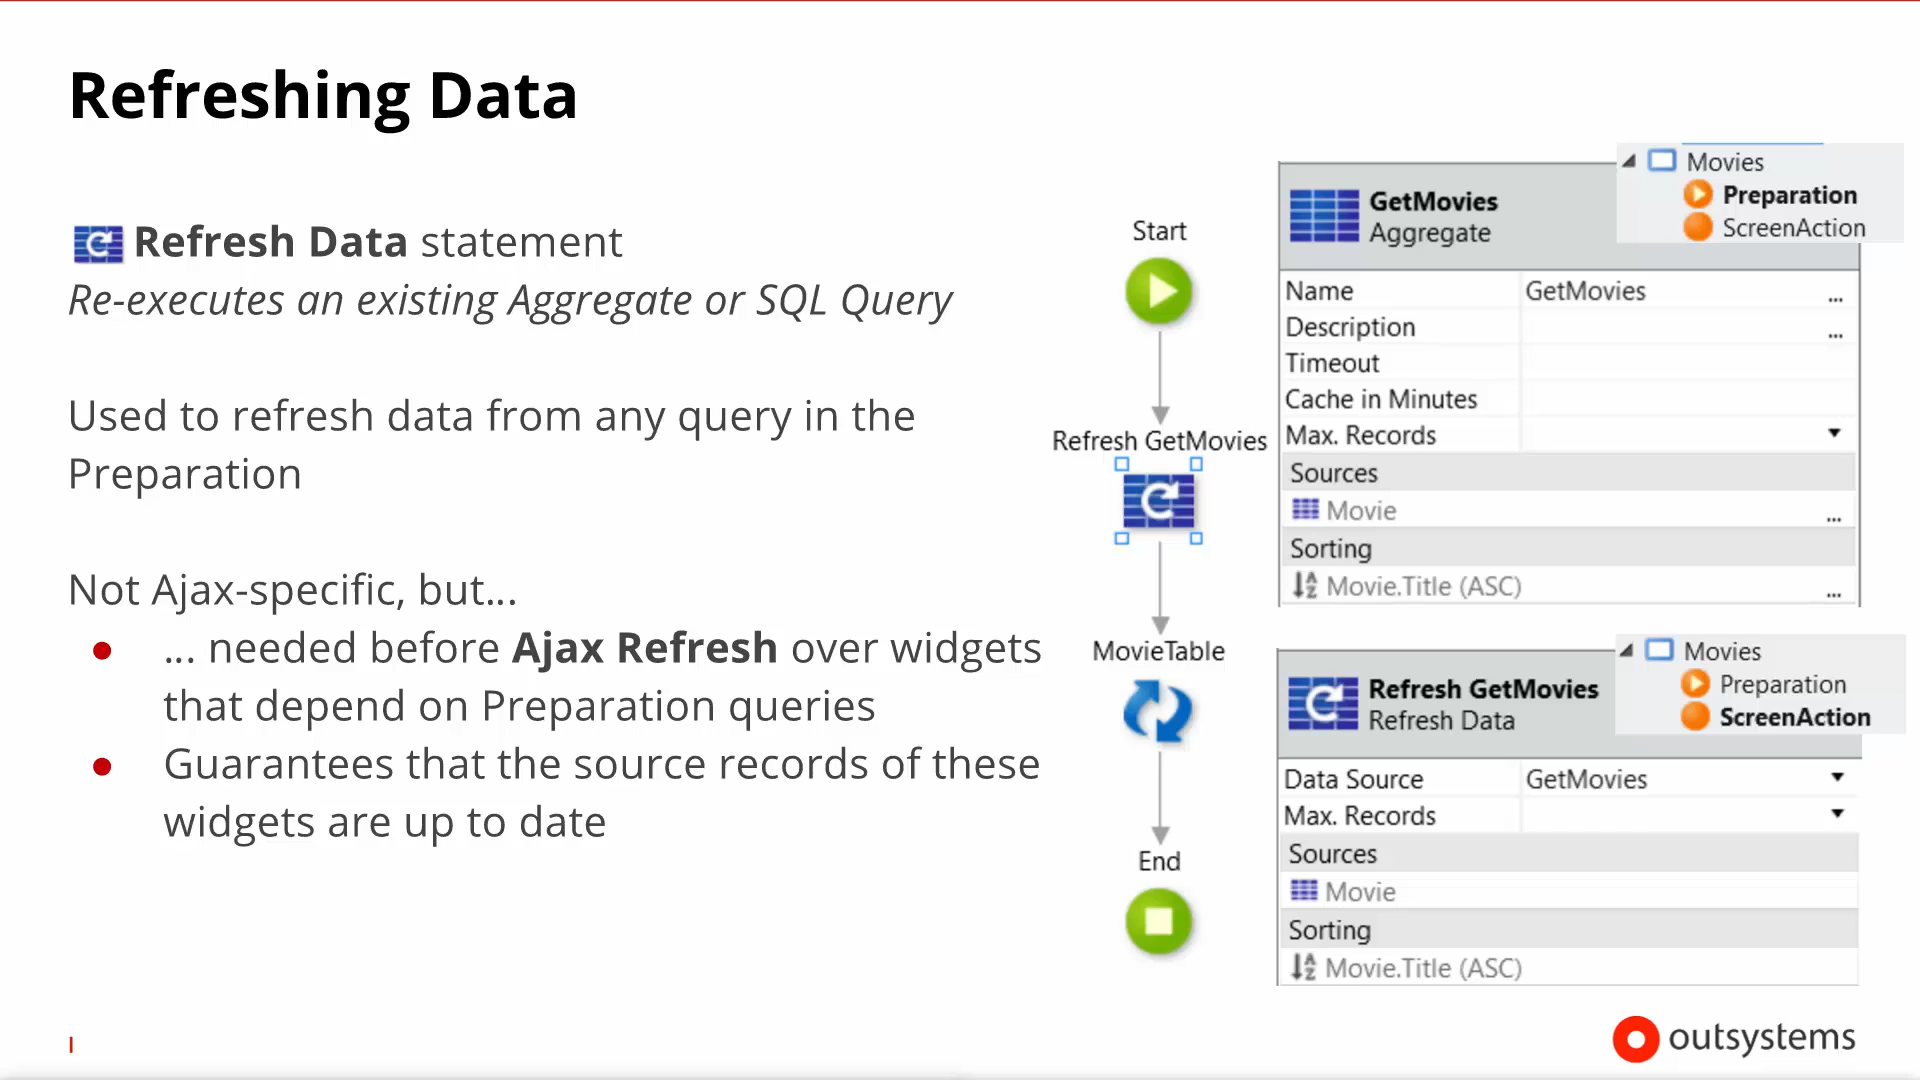 Refreshing Data
Refresh Data statement
Re-executes an existing Aggregate or SQL Query
Used to refresh data from any query in the
Preparation
Not Ajax-specific, but...
● ... needed before Ajax Refresh over widgets
that depend on Preparation queries
● Guarantees that the source records of these
widgets are up to date
Start
Refresh GetMovies
MovieTable
End
GetMovies
Aggregate
Movies
Preparation
ScreenAction
Name GetMovies ...
Description ...
Timeout
Cache in Minutes
Max. Records
Sources
Movie ...
Sorting
Movie.Title (ASC) ...
Refresh GetMovies
Refresh Data
Movies
Preparation
ScreenAction
Data Source GetMovies
Max. Records
Sources
Movie
Sorting
Movie.Title (ASC)
outsystems